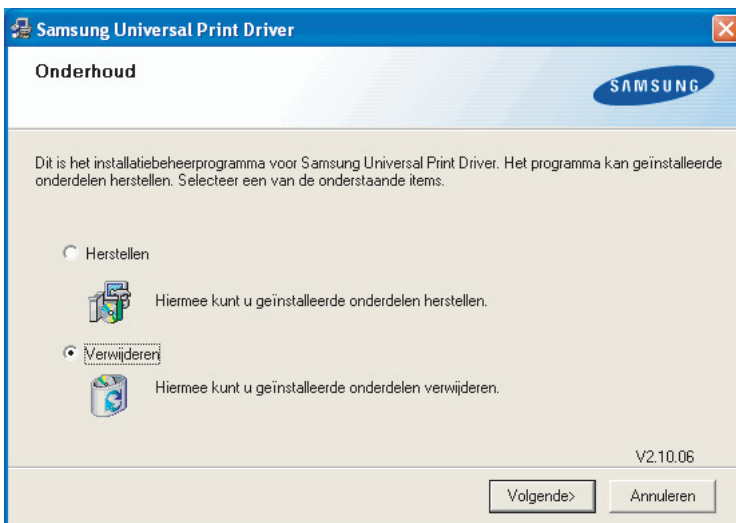 Samsung Universal Print Driver
Onderhoud
SAMSUNG
Dit is het installatiebeheerprogramma voor Samsung Universal Print Driver. Het programma kan geïnstalleerde
onderdelen herstellen. Selecteer een van de onderstaande items.
Herstellen
Hiermee kunt u geïnstalleerde onderdelen herstellen.
Verwijderen
Hiermee kunt u geïnstalleerde onderdelen verwijderen.
V2.10.06
Volgende>
Annuleren